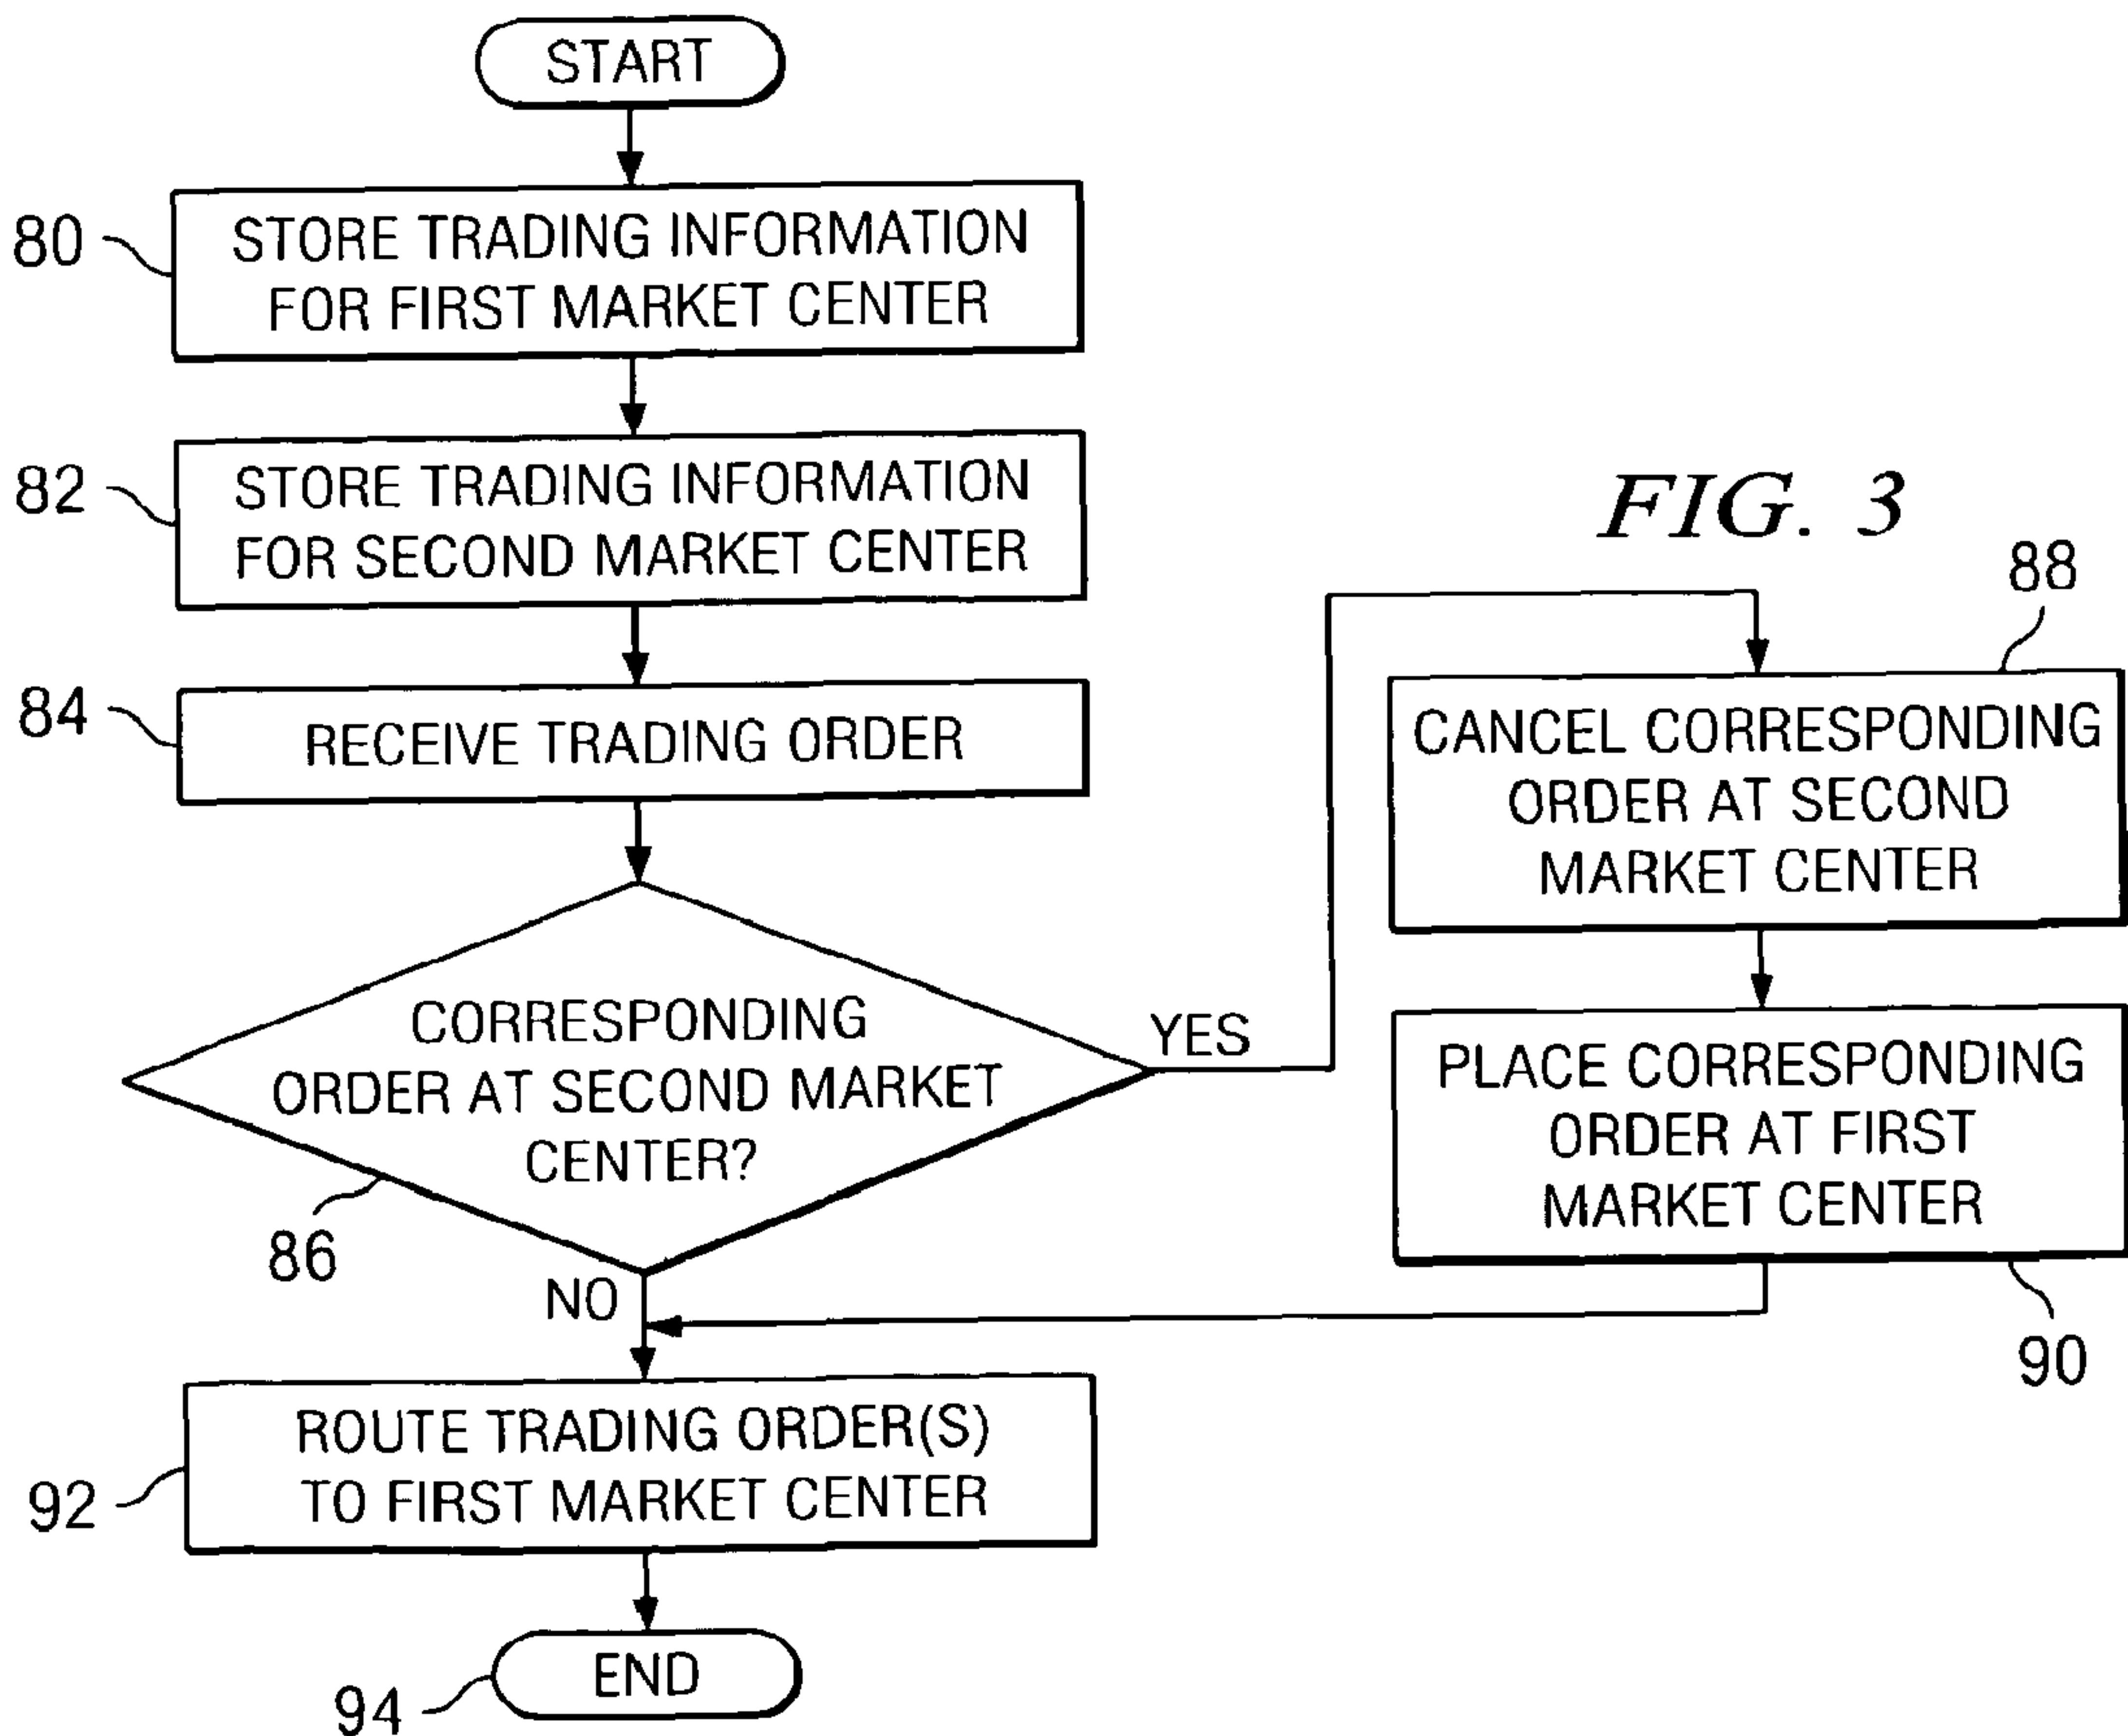 START
80
STORE TRADING INFORMATION
FOR FIRST MARKET CENTER
82
STORE TRADING INFORMATION
FOR SECOND MARKET CENTER
FIG. 3
84
RECEIVE TRADING ORDER
86
CORRESPONDING
ORDER AT SECOND MARKET
CENTER?
YES
NO
88
CANCEL CORRESPONDING
ORDER AT SECOND
MARKET CENTER
PLACE CORRESPONDING
ORDER AT FIRST
MARKET CENTER
90
92
ROUTE TRADING ORDER(S)
TO FIRST MARKET CENTER
END
94